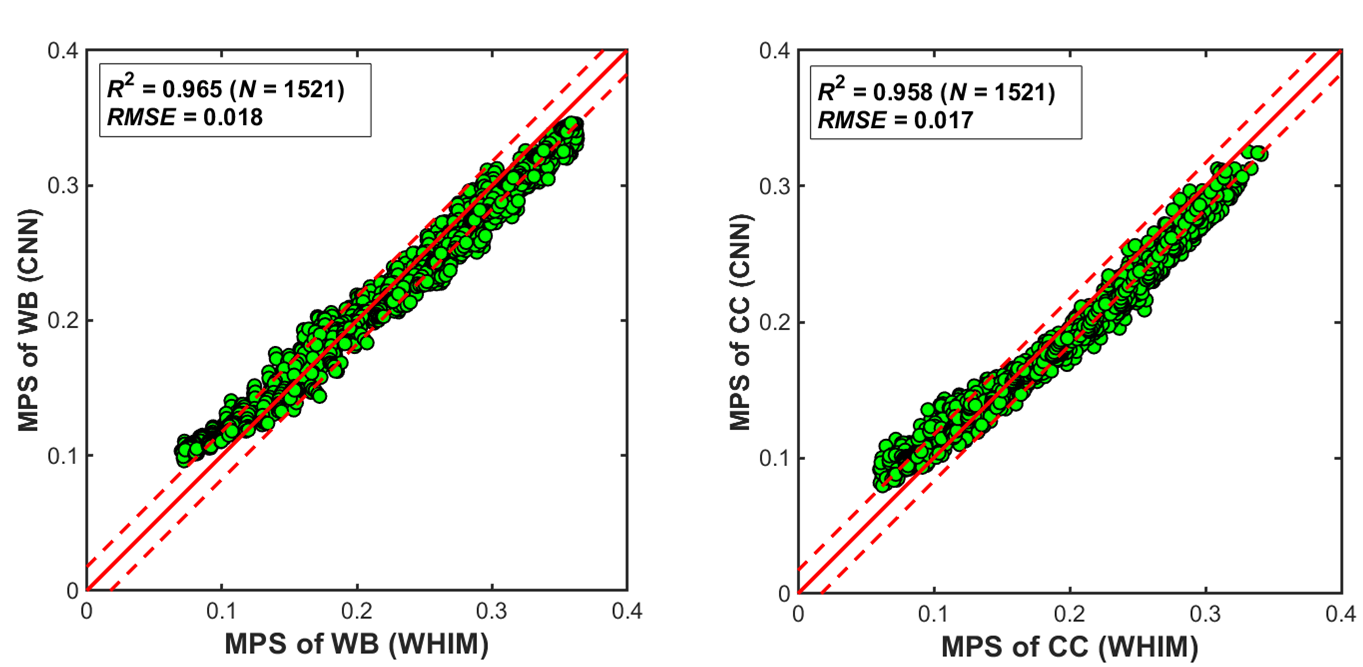 0.4
R² = 0.965 (N = 1521)
RMSE = 0.018
0.3
0.2
0.1
0
0
0.1
0.2
0.3
0.4
MPS of WB (CNN)
MPS of WB (WHIM)
0.4
R² = 0.958 (N = 1521)
RMSE = 0.017
0.3
0.2
0.1
0
0
0.1
0.2
0.3
0.4
MPS of CC (CNN)
MPS of CC (WHIM)